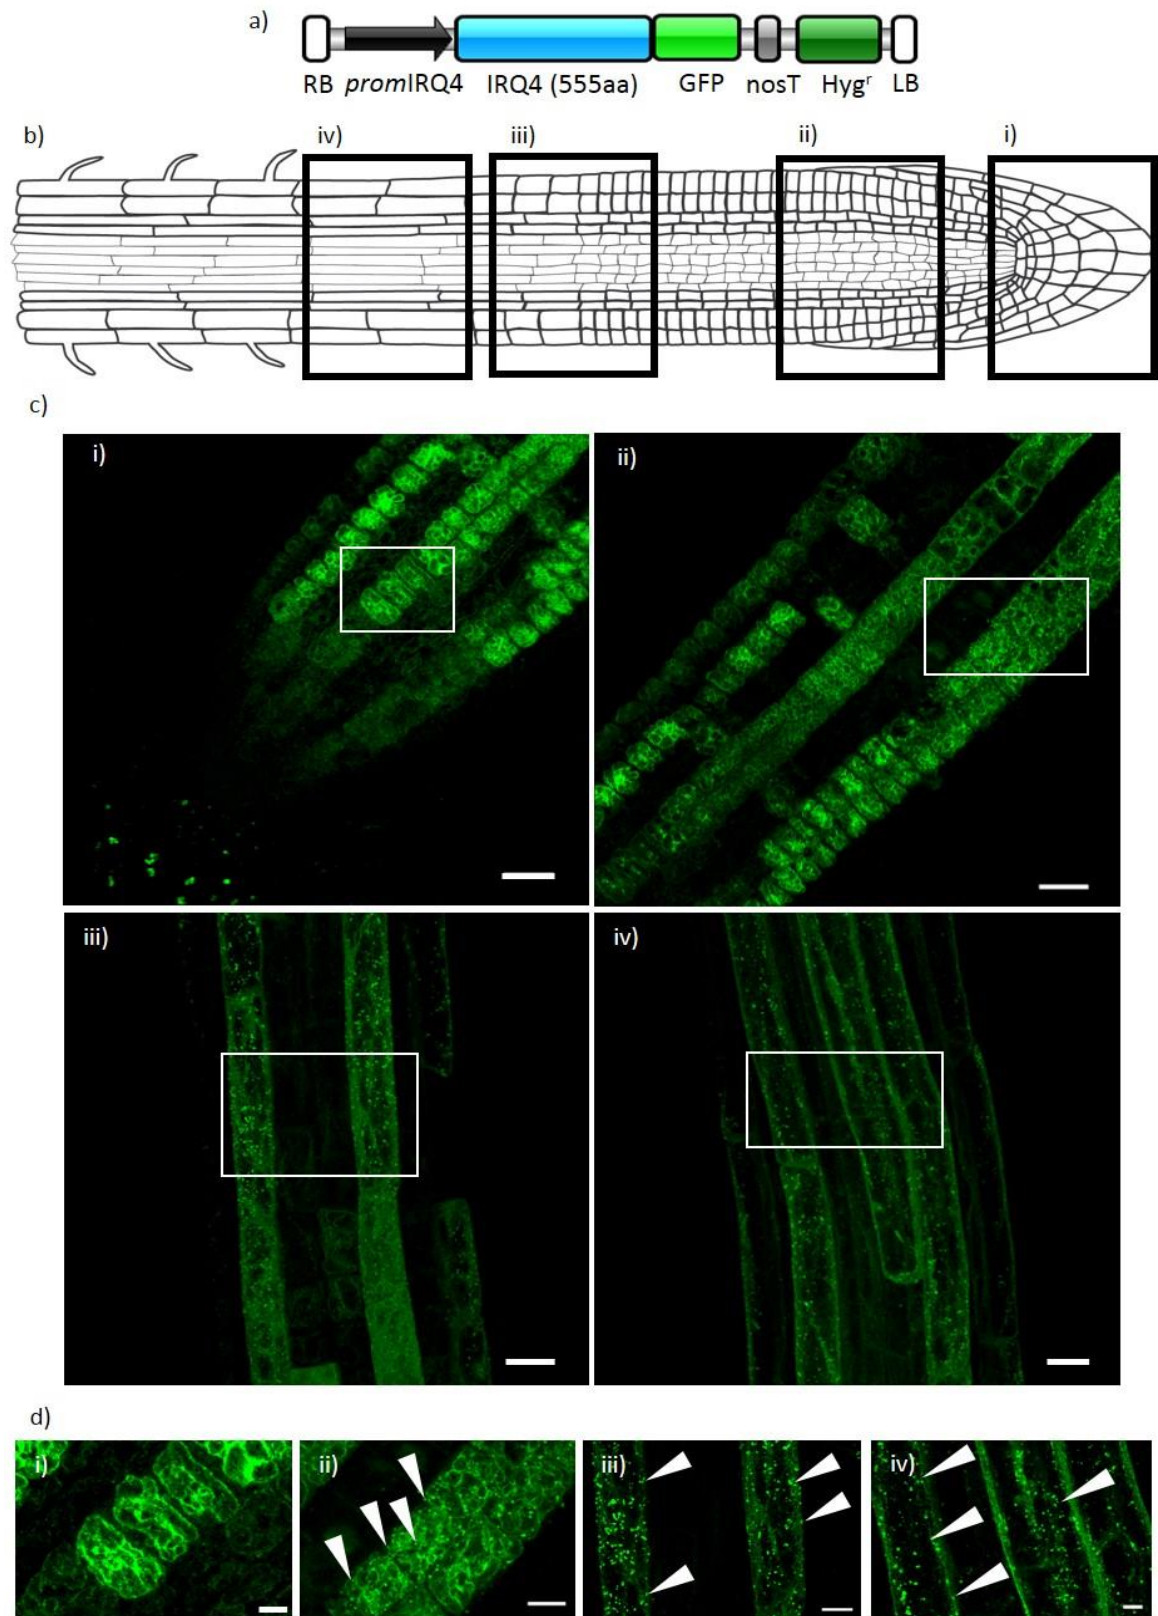 a)
RB promIRQ4 IRQ4 (555aa) GFP nosT Hygʳ LB
b) iv) iii) ii) i)
c)
i) ii)
iii) iv)
d)
i) ii) iii) iv)